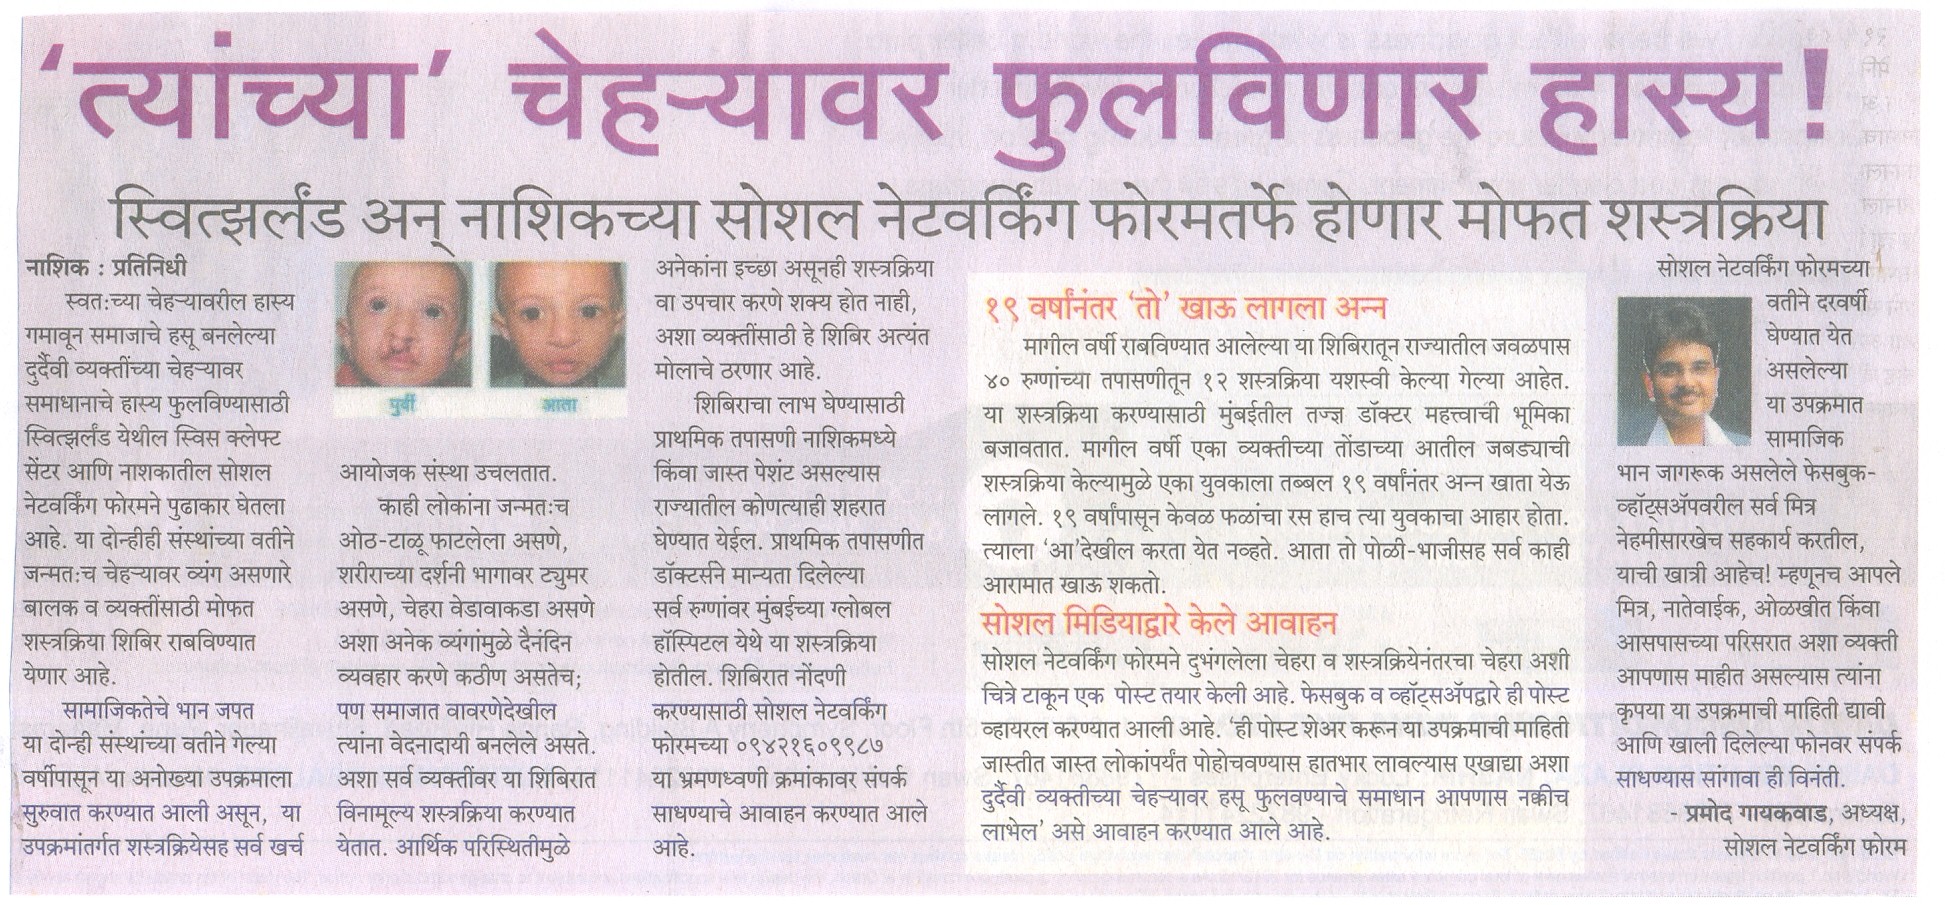 ‘त्यांच्या’ चेहऱ्यावर फुलविणार हास्य!
स्वित्झर्लंड अन् नाशिकच्या सोशल नेटवर्किंग फोरमतर्फे होणार मोफत शस्त्रक्रिया
नाशिक : प्रतिनिधी
स्वत:च्या चेहऱ्यावरील हास्य
गमावून समाजाचे हसू बनलेल्या
दुर्दैवी व्यक्तींच्या चेहऱ्यावर
समाधानाचे हास्य फुलविण्यासाठी
स्वित्झर्लंड येथील स्विस क्लेफ्ट
सेंटर आणि नाशकातील सोशल
नेटवर्किंग फोरमने पुढाकार घेतला
आहे. या दोन्हीही संस्थांच्या वतीने
जन्मत:च चेहऱ्यावर व्यंग असणारे
बालक व व्यक्तींसाठी मोफत
शस्त्रक्रिया शिबिर राबविण्यात
येणार आहे.
सामाजिकतेचे भान जपत
या दोन्ही संस्थांच्या वतीने गेल्या
वर्षीपासून या अनोख्या उपक्रमाला
सुरुवात करण्यात आली असून, या
उपक्रमांतर्गत शस्त्रक्रियेसह सर्व खर्च
पुर्वी
आता
आयोजक संस्था उचलतात.
काही लोकांना जन्मतःच
ओठ-टाळू फाटलेला असणे,
शरीराच्या दर्शनी भागावर ट्युमर
असणे, चेहरा वेडावाकडा असणे
अशा अनेक व्यंगांमुळे दैनंदिन
व्यवहार करणे कठीण असतेच;
पण समाजात वावरणेदेखील
त्यांना वेदनादायी बनलेले असते.
अशा सर्व व्यक्तींवर या शिबिरात
विनामूल्य शस्त्रक्रिया करण्यात
येतात. आर्थिक परिस्थितीमुळे
अनेकांना इच्छा असूनही शस्त्रक्रिया
वा उपचार करणे शक्य होत नाही,
अशा व्यक्तींसाठी हे शिबिर अत्यंत
मोलाचे ठरणार आहे.
शिबिराचा लाभ घेण्यासाठी
प्राथमिक तपासणी नाशिकमध्ये
किंवा जास्त पेशंट असल्यास
राज्यातील कोणत्याही शहरात
घेण्यात येईल. प्राथमिक तपासणीत
डॉक्टर्सने मान्यता दिलेल्या
सर्व रुग्णांवर मुंबईच्या ग्लोबल
हॉस्पिटल येथे या शस्त्रक्रिया
होतील. शिबिरात नोंदणी
करण्यासाठी सोशल नेटवर्किंग
फोरमच्या ०९४२१६०९९८७
या भ्रमणध्वणी क्रमांकावर संपर्क
साधण्याचे आवाहन करण्यात आले
आहे.
१९ वर्षांनंतर ‘तो’ खाऊ लागला अन्न
मागील वर्षी राबविण्यात आलेल्या या शिबिरातून राज्यातील जवळपास
४० रुग्णांच्या तपासणीतून १२ शस्त्रक्रिया यशस्वी केल्या गेल्या आहेत.
या शस्त्रक्रिया करण्यासाठी मुंबईतील तज्ज्ञ डॉक्टर महत्त्वाची भूमिका
बजावतात. मागील वर्षी एका व्यक्तीच्या तोंडाच्या आतील जबड्याची
शस्त्रक्रिया केल्यामुळे एका युवकाला तब्बल १९ वर्षांनंतर अन्न खाता येऊ
लागले. १९ वर्षांपासून केवळ फळांचा रस हाच त्या युवकाचा आहार होता.
त्याला ‘आ’देखील करता येत नव्हते. आता तो पोळी-भाजीसह सर्व काही
आरामात खाऊ शकतो.
सोशल मिडियाद्वारे केले आवाहन
सोशल नेटवर्किंग फोरमने दुभंगलेला चेहरा व शस्त्रक्रियेनंतरचा चेहरा अशी
चित्रे टाकून एक पोस्ट तयार केली आहे. फेसबुक व व्हॉट्सअॅपद्वारे ही पोस्ट
व्हायरल करण्यात आली आहे. ‘ही पोस्ट शेअर करून या उपक्रमाची माहिती
जास्तीत जास्त लोकांपर्यंत पोहोचवण्यास हातभार लावल्यास एखाद्या अशा
दुर्दैवी व्यक्तीच्या चेहऱ्यावर हसू फुलवण्याचे समाधान आपणास नक्कीच
लाभेल’ असे आवाहन करण्यात आले आहे.
सोशल नेटवर्किंग फोरमच्या
वतीने दरवर्षी
घेण्यात येत
असलेल्या
या उपक्रमात
सामाजिक
भान जागरूक असलेले फेसबुक-
व्हॉट्सअॅपवरील सर्व मित्र
नेहमीसारखेच सहकार्य करतील,
याची खात्री आहेच! म्हणूनच आपले
मित्र, नातेवाईक, ओळखीत किंवा
आसपासच्या परिसरात अशा व्यक्ती
आपणास माहीत असल्यास त्यांना
कृपया या उपक्रमाची माहिती द्यावी
आणि खाली दिलेल्या फोनवर संपर्क
साधण्यास सांगावा ही विनंती.
- प्रमोद गायकवाड, अध्यक्ष,
सोशल नेटवर्किंग फोरम